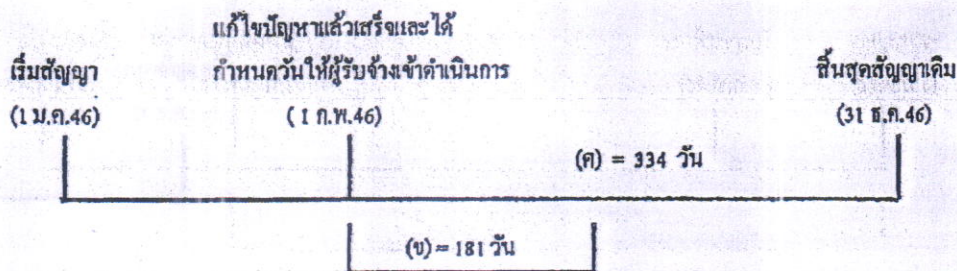 แก้ไขปัญหาแล้วเสร็จและได้
เริ่มสัญญา กำหนดวันให้ผู้รับจ้างเข้าดำเนินการ สิ้นสุดสัญญาเดิม
(1 ม.ค.46) (1 ก.พ.46) (31 ธ.ค.46)
(ค) = 334 วัน
(ข) = 181 วัน